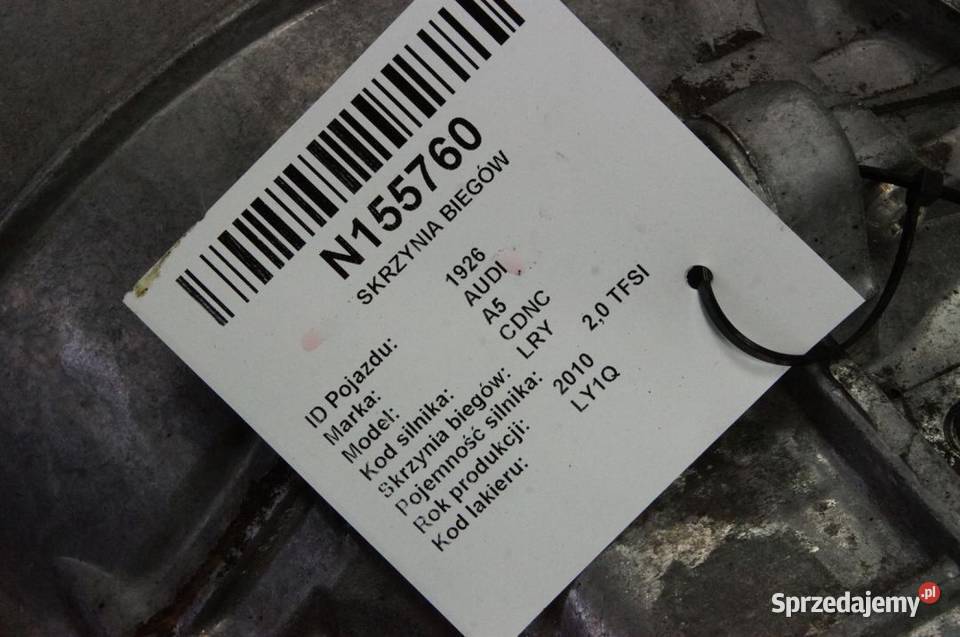 N155760
SKRZYNIA BIEGÓW
ID Pojazdu: 1926
Marka: AUDI
Model: A5
Kod silnika: CDNC
Skrzynia biegów: LRY
Pojemność silnika: 2,0 TFSI
Rok produkcji: 2010
Kod lakieru: LY1Q
Sprzedajemy.pl